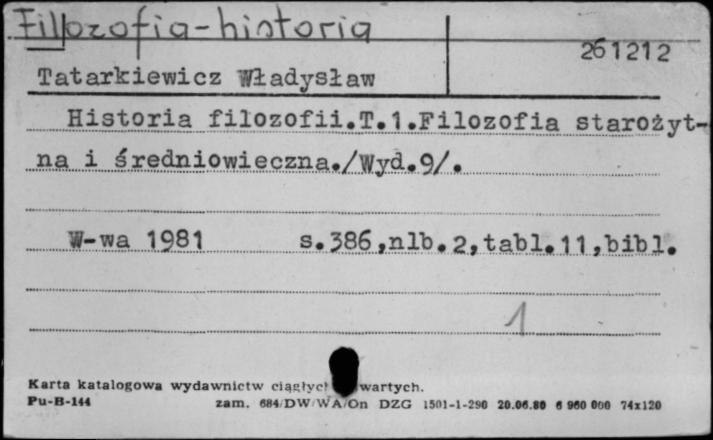 Filozofia-historia
261212
Tatarkiewicz Władysław
Historia filozofii.T.1.Filozofia starożyt-
na i średniowieczna./Wyd.9/.
W-wa 1981 s.386,nlb.2,tabl.11,bibl.
1
Karta katalogowa wydawnictw ciągłych wartych.
Pu-B-144 zam. 684/DW/WA/On DZG 1501-1-290 20.06.80 6 960 000 74x120